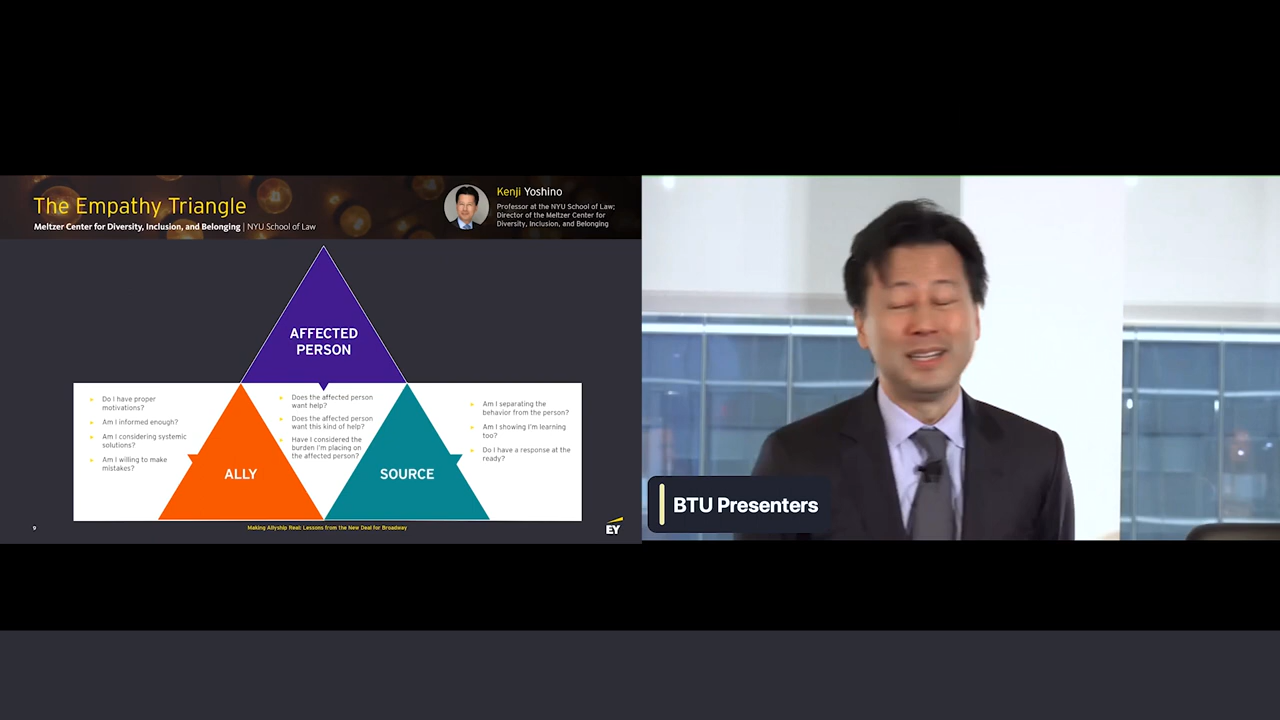 The Empathy Triangle
Meltzer Center for Diversity, Inclusion, and Belonging | NYU School of Law
Kenji Yoshino
Professor at the NYU School of Law;
Director of the Meltzer Center for
Diversity, Inclusion, and Belonging
AFFECTED
PERSON
Do I have proper
motivations?
Am I informed enough?
Am I considering systemic
solutions?
Am I willing to make
mistakes?
ALLY
Does the affected person
want help?
Does the affected person
want this kind of help?
Have I considered the
burden I'm placing on
the affected person?
SOURCE
Am I separating the
behavior from the person?
Am I showing I'm learning
too?
Do I have a response at the
ready?
9
Making Allyship Real: Lessons from the New Deal for Broadway
EY
BTU Presenters